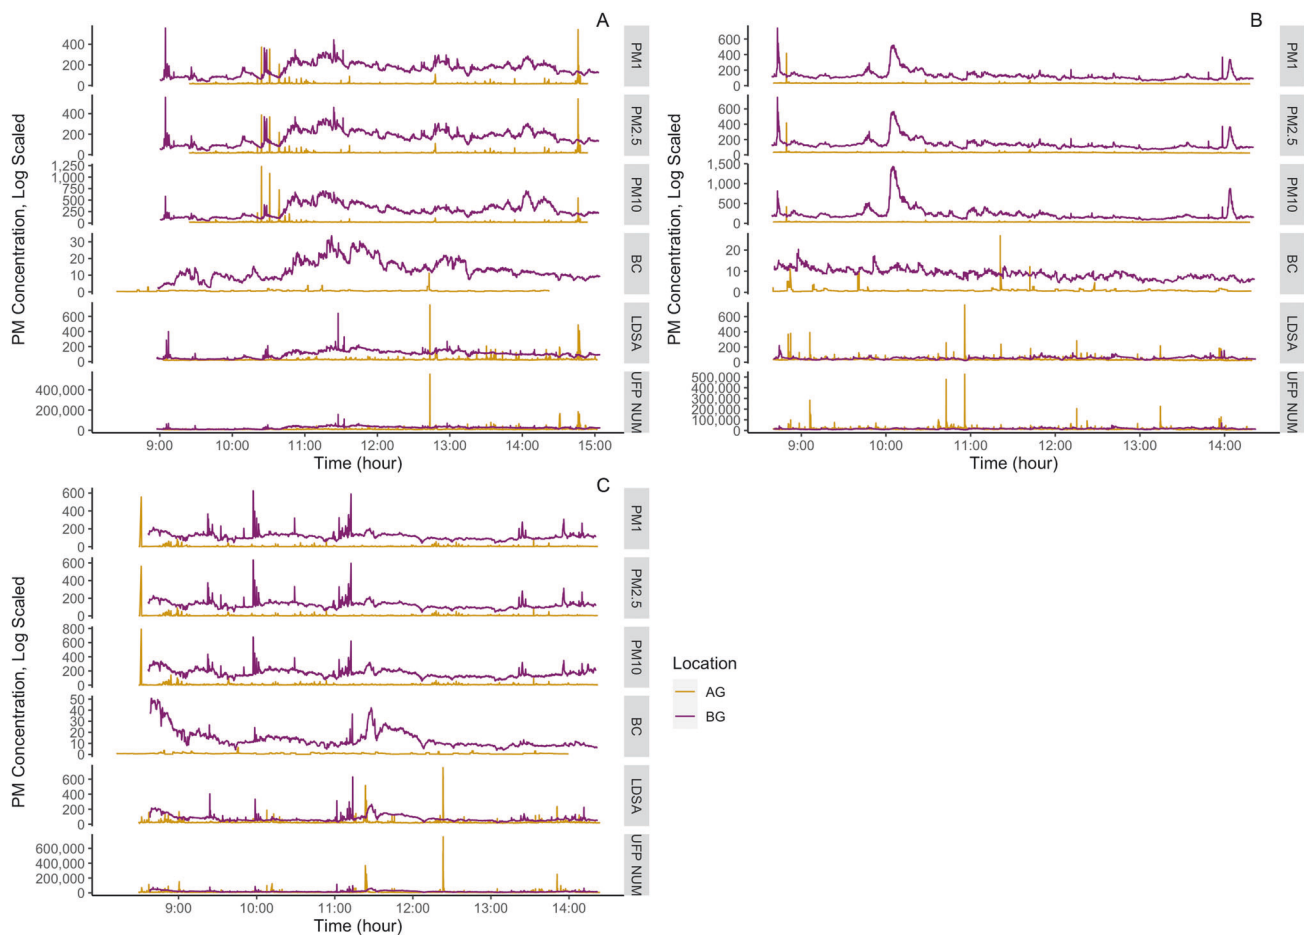 A
PM Concentration, Log Scaled
400
200
0
PM1
400
200
0
PM2.5
1,250
1,000
750
500
250
0
PM10
30
20
10
0
BC
600
400
200
0
LDSA
400,000
200,000
0
UFP NUM
9:00 10:00 11:00 12:00 13:00 14:00 15:00
Time (hour)
B
PM Concentration, Log Scaled
600
400
200
0
PM1
600
400
200
0
PM2.5
1,500
1,000
500
0
PM10
20
10
0
BC
600
400
200
0
LDSA
500,000
400,000
300,000
200,000
100,000
0
UFP NUM
9:00 10:00 11:00 12:00 13:00 14:00
Time (hour)
C
PM Concentration, Log Scaled
600
400
200
0
PM1
600
400
200
0
PM2.5
800
600
400
200
0
PM10
50
40
30
20
10
0
BC
600
400
200
0
LDSA
600,000
400,000
200,000
0
UFP NUM
9:00 10:00 11:00 12:00 13:00 14:00
Time (hour)
Location
AG
BG